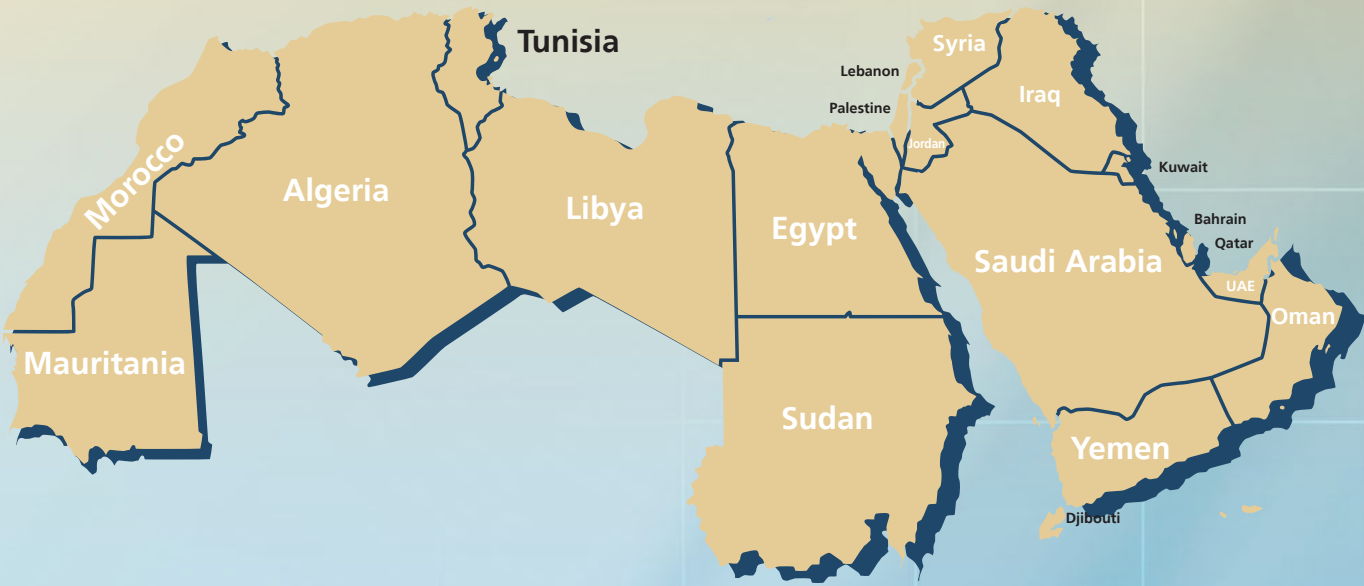 Tunisia
Syria
Lebanon
Iraq
Palestine
Jordan
Morocco
Kuwait
Algeria
Libya
Egypt
Bahrain
Qatar
Saudi Arabia
UAE
Oman
Mauritania
Sudan
Yemen
Djibouti